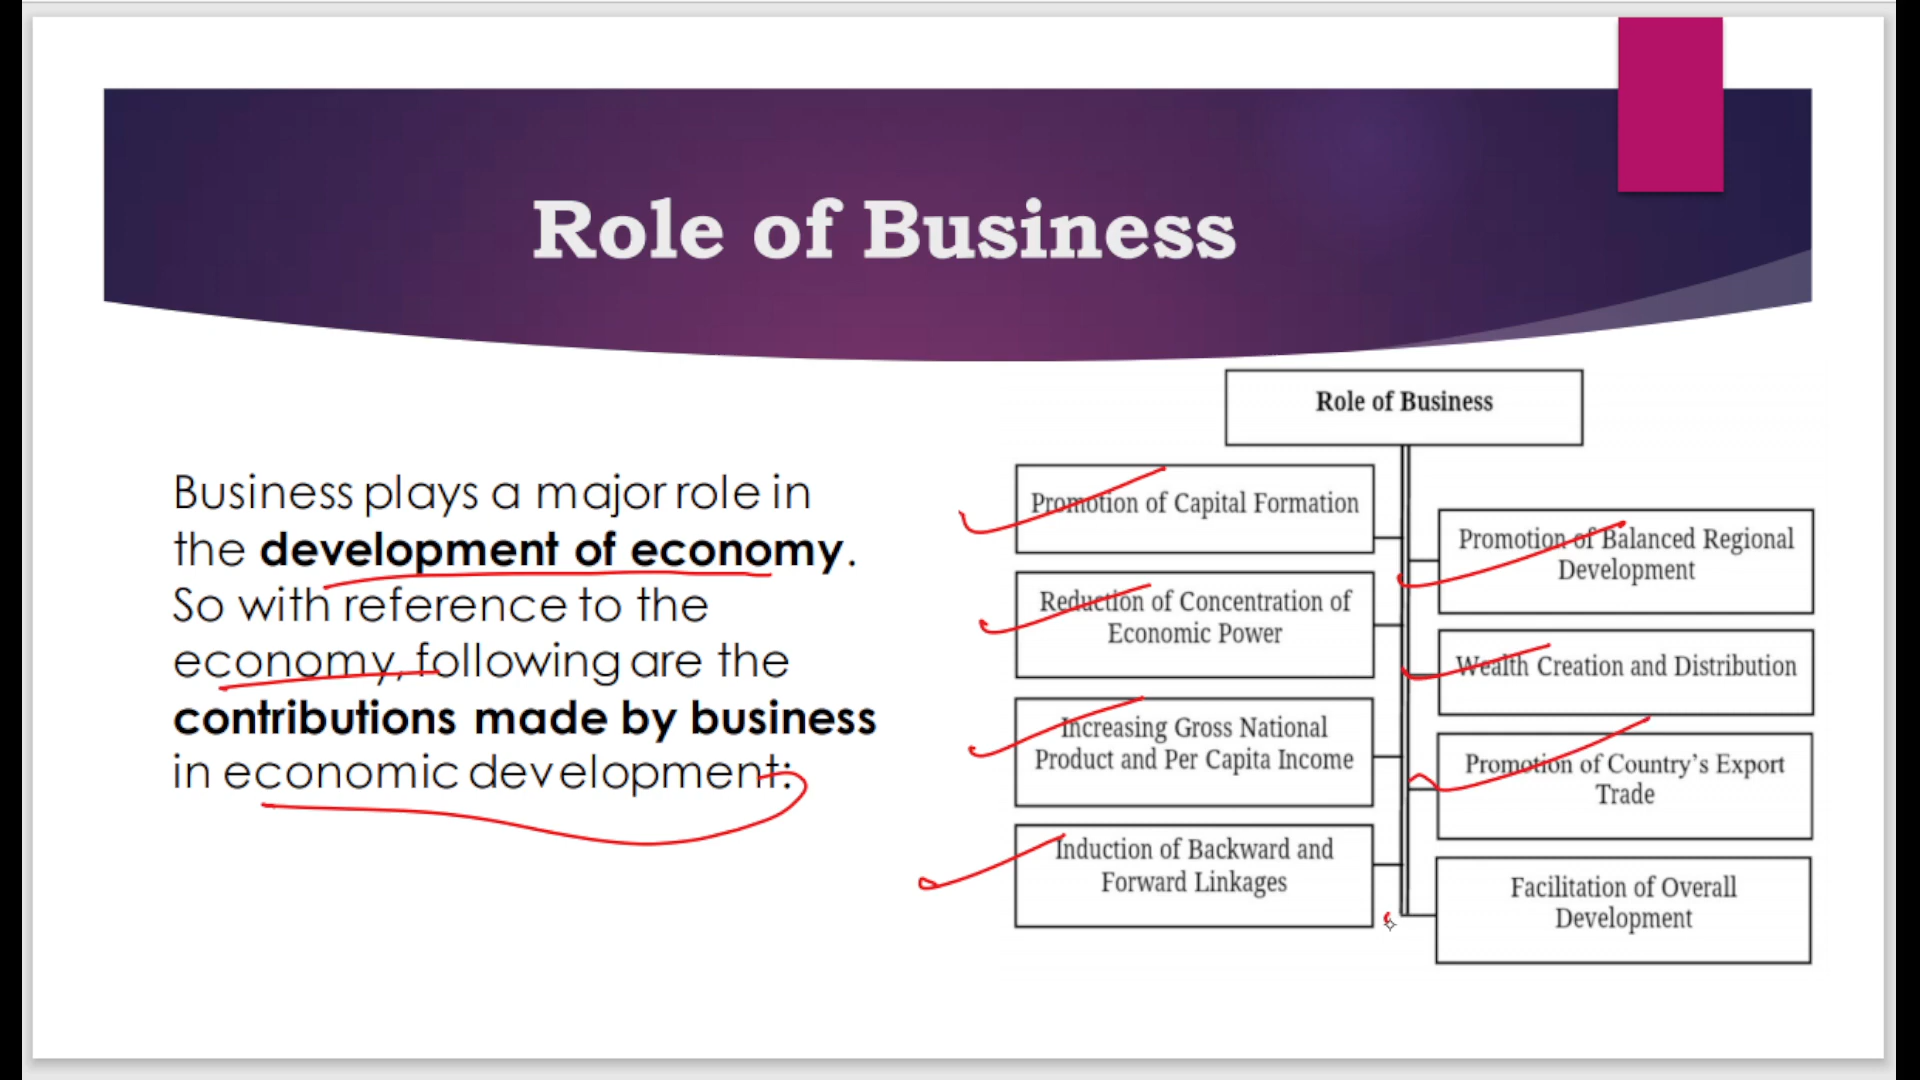 Role of Business
Business plays a major role in
the development of economy.
So with reference to the
economy, following are the
contributions made by business
in economic development:
Role of Business
Promotion of Capital Formation
Reduction of Concentration of
Economic Power
Increasing Gross National
Product and Per Capita Income
Induction of Backward and
Forward Linkages
Promotion of Balanced Regional
Development
Wealth Creation and Distribution
Promotion of Country's Export
Trade
Facilitation of Overall
Development